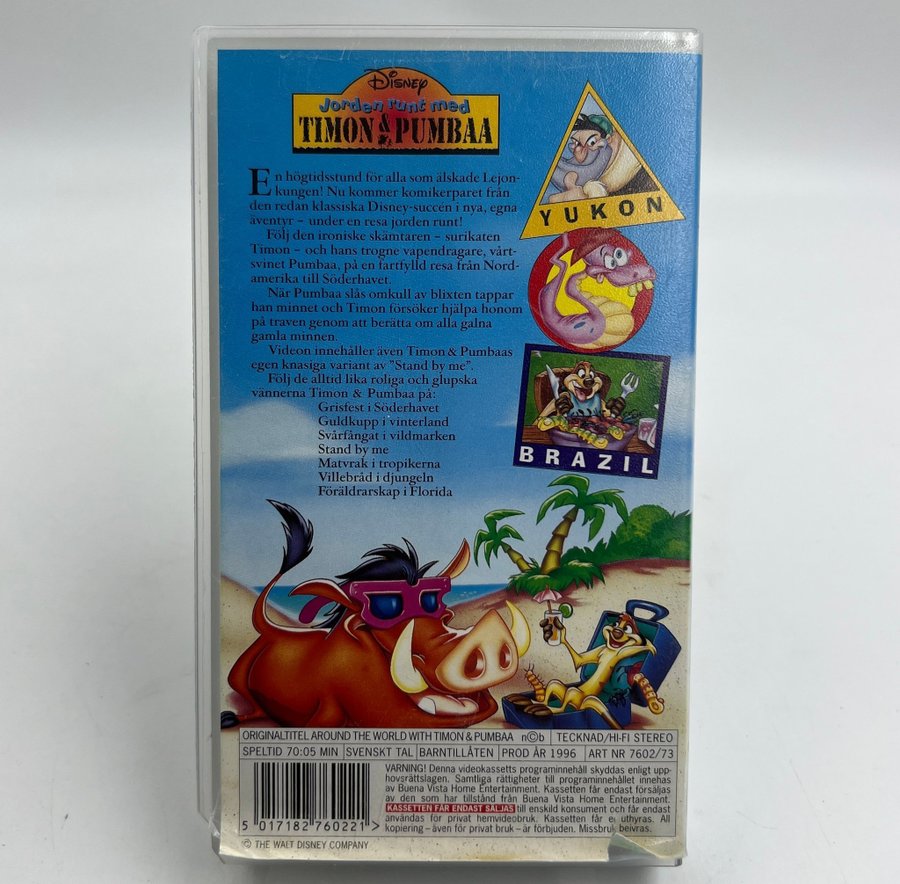 Disney
Jorden runt med
TIMON & PUMBAA
En högtidsstund för alla som älskade Lejon-
kungen! Nu kommer komikerparet från
den redan klassiska Disney-succén i nya, egna
äventyr – under en resa jorden runt!
Följ den ironiske skämtaren – surikaten
Timon – och hans trogne vapendragare, vårt-
svinet Pumbaa, på en fartfylld resa från Nord-
amerika till Söderhavet.
När Pumbaa slås omkull av blixten tappar
han minnet och Timon försöker hjälpa honom
på traven genom att berätta om alla galna
gamla minnen.
Videon innehåller även Timon & Pumbaas
egen knasiga variant av "Stand by me".
Följ de alltid lika roliga och glupska
vännerna Timon & Pumbaa på:
Grisfest i Söderhavet
Guldkupp i vinterland
Svårfångat i vildmarken
Stand by me
Matvrak i tropikerna
Villebråd i djungeln
Föräldrarskap i Florida
YUKON
BRAZIL
ORIGINALTITEL AROUND THE WORLD WITH TIMON & PUMBAA n©b TECKNAD/HI-FI STEREO
SPELTID 70:05 MIN SVENSKT TAL BARNTILLÅTEN PROD ÅR 1996 ART NR 7602/73
VARNING! Denna videokassetts programinnehåll skyddas enligt upp-
hovsrättslagen. Samtliga rättigheter till programinnehållet innehas
av Buena Vista Home Entertainment. Kassetten får endast försäljas
av den som har tillstånd från Buena Vista Home Entertainment.
KASSETTEN FÅR ENDAST SÄLJAS till enskild konsument och får endast
användas för privat hemvideobruk. Kassetten får ej uthyras. All
kopiering – även för privat bruk – är förbjuden. Missbruk beivras.
5 017182 760221 >
© THE WALT DISNEY COMPANY